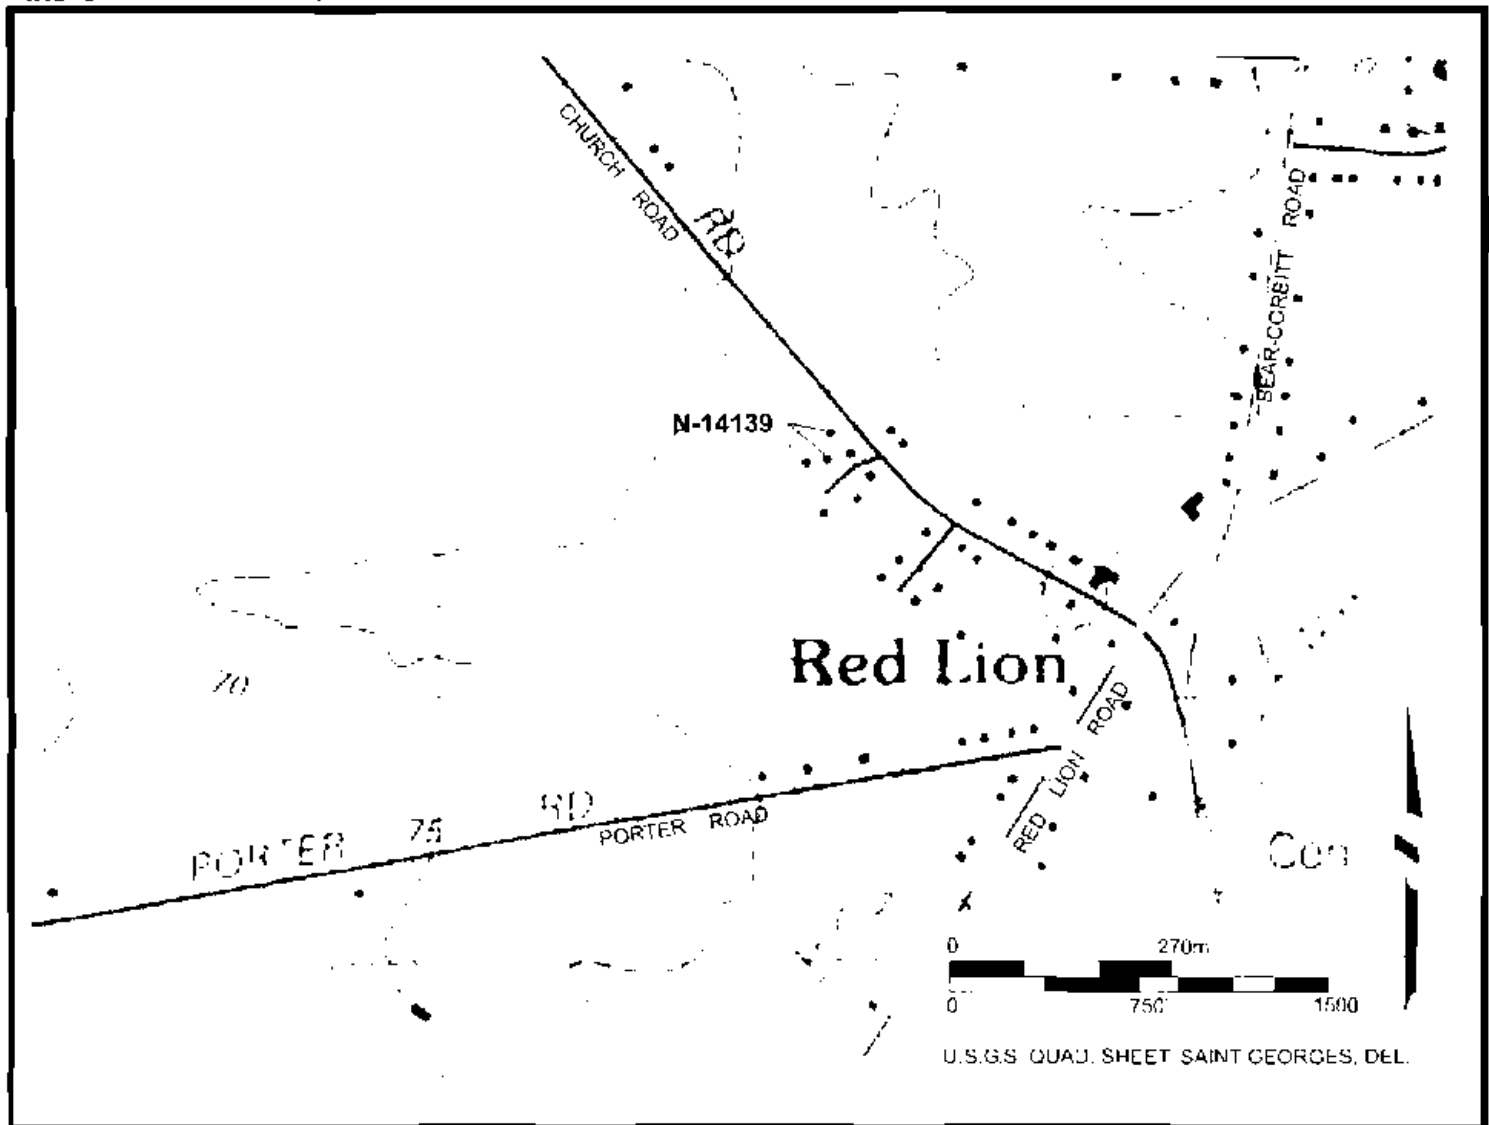 CHURCH ROAD
RD
BEAR-CORBITT ROAD
N-14139
Red Lion
70
RED LION ROAD
PORTER 75 RD
PORTER ROAD
Cem
0 270m
0 750' 1500
U.S.G.S. QUAD. SHEET SAINT GEORGES, DEL.